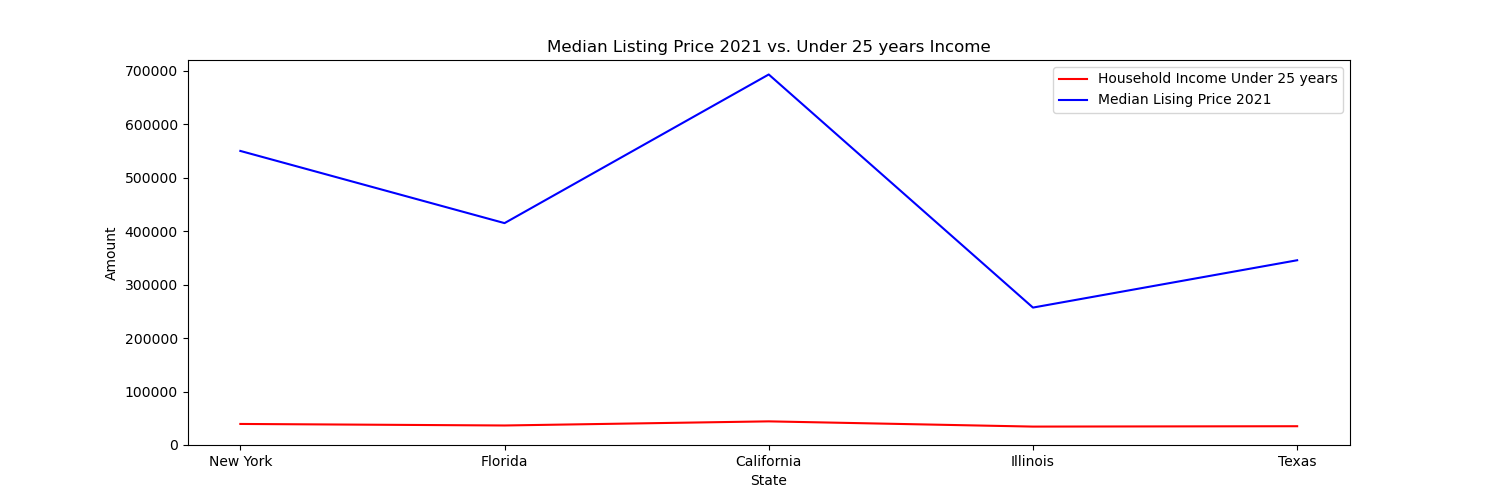 Median Listing Price 2021 vs. Under 25 years Income
Household Income Under 25 years
Median Lising Price 2021
700000
600000
500000
400000
300000
200000
100000
0
Amount
New York Florida California Illinois Texas
State